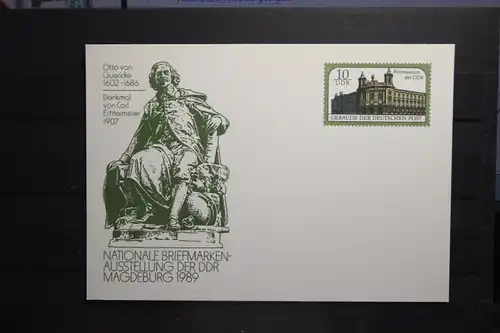 Otto von
Guericke
1602-1686
Denkmal
von Carl
Echtermeier
1907
NATIONALE BRIEFMARKEN-
AUSSTELLUNG DER DDR
MAGDEBURG 1989
10
DDR
Postmuseum
der DDR
GEBÄUDE DER DEUTSCHEN POST